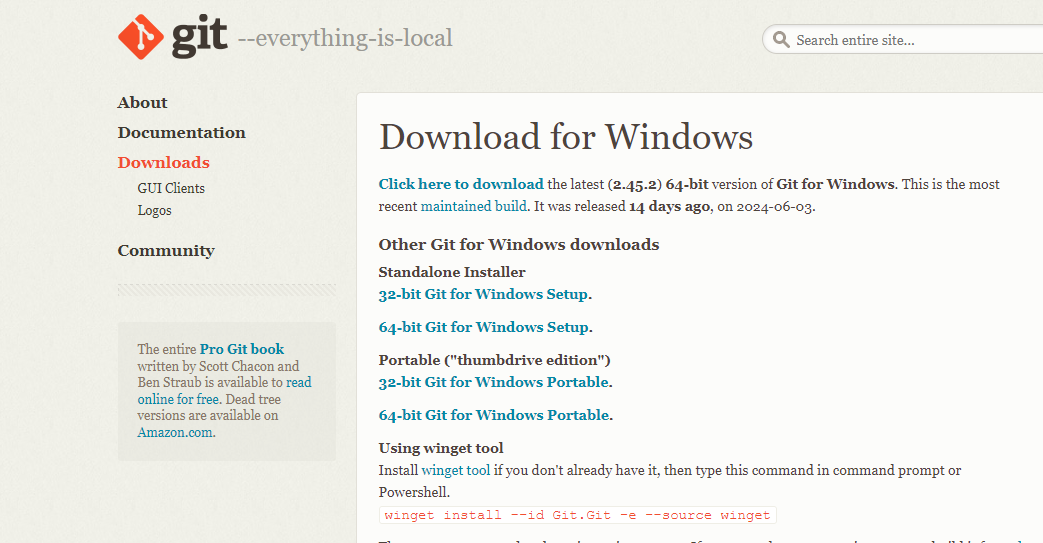 git --everything-is-local
Search entire site...
About
Documentation
Downloads
GUI Clients
Logos
Community
The entire Pro Git book
written by Scott Chacon and
Ben Straub is available to read
online for free. Dead tree
versions are available on
Amazon.com.
Download for Windows
Click here to download the latest (2.45.2) 64-bit version of Git for Windows. This is the most
recent maintained build. It was released 14 days ago, on 2024-06-03.
Other Git for Windows downloads
Standalone Installer
32-bit Git for Windows Setup.
64-bit Git for Windows Setup.
Portable ("thumbdrive edition")
32-bit Git for Windows Portable.
64-bit Git for Windows Portable.
Using winget tool
Install winget tool if you don't already have it, then type this command in command prompt or
Powershell.
winget install --id Git.Git -e --source winget